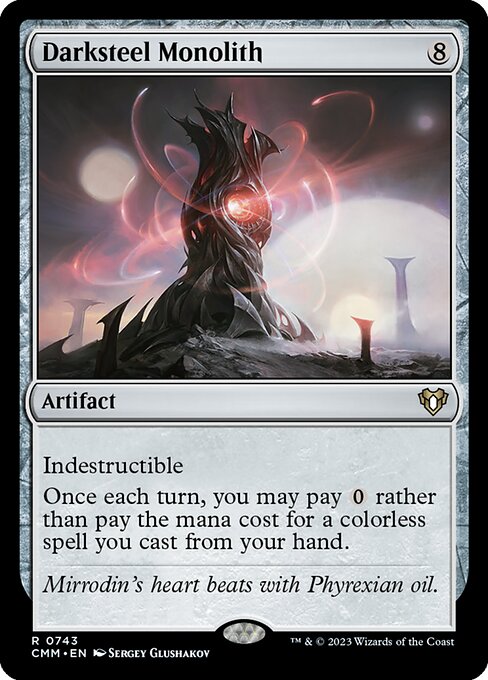 Darksteel Monolith 8
Artifact
Indestructible
Once each turn, you may pay 0 rather
than pay the mana cost for a colorless
spell you cast from your hand.
Mirrodin's heart beats with Phyrexian oil.
R 0743
CMM • EN Sergey Glushakov
™ & © 2023 Wizards of the Coast